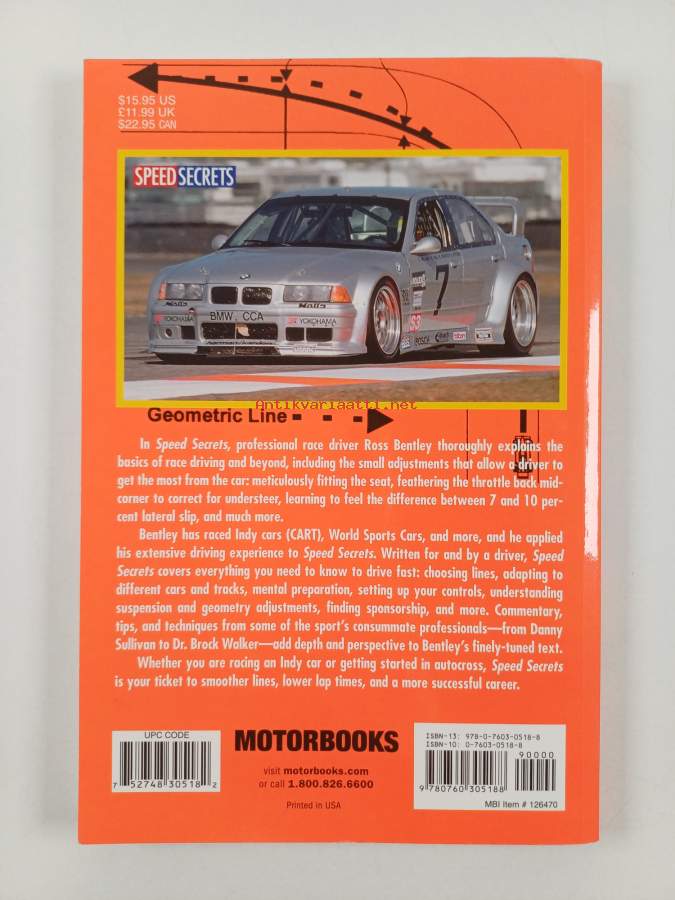 $15.95 US
£11.99 UK
$22.95 CAN
SPEED SECRETS
7
BMW CCA
YOKOHAMA
YOKOHAMA
BOSCH
antikvariaatti.net
Geometric Line
In Speed Secrets, professional race driver Ross Bentley thoroughly explains the
basics of race driving and beyond, including the small adjustments that allow a driver to
get the most from the car: meticulously fitting the seat, feathering the throttle back mid-
corner to correct for understeer, learning to feel the difference between 7 and 10 per-
cent lateral slip, and much more.
Bentley has raced Indy cars (CART), World Sports Cars, and more, and he applied
his extensive driving experience to Speed Secrets. Written for and by a driver, Speed
Secrets covers everything you need to know to drive fast: choosing lines, adapting to
different cars and tracks, mental preparation, setting up your controls, understanding
suspension and geometry adjustments, finding sponsorship, and more. Commentary,
tips, and techniques from some of the sport's consummate professionals—from Danny
Sullivan to Dr. Brock Walker—add depth and perspective to Bentley's finely-tuned text.
Whether you are racing an Indy car or getting started in autocross, Speed Secrets
is your ticket to smoother lines, lower lap times, and a more successful career.
UPC CODE
7 52748 30518 2
MOTORBOOKS
visit motorbooks.com
or call 1.800.826.6600
Printed in USA
ISBN-13: 978-0-7603-0518-8
ISBN-10: 0-7603-0518-8
90000
9 780760 305188
MBI Item # 126470